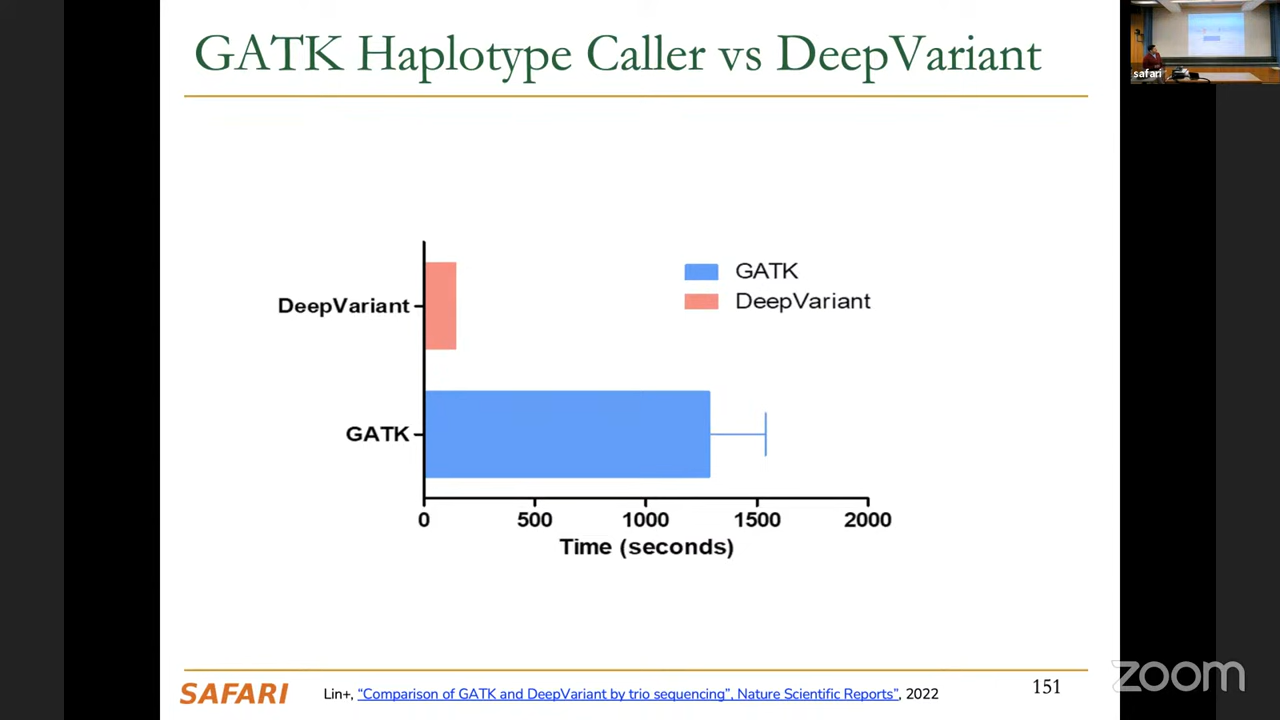 GATK Haplotype Caller vs DeepVariant
safari
GATK
DeepVariant
DeepVariant
GATK
0 500 1000 1500 2000
Time (seconds)
SAFARI
Lin+, “Comparison of GATK and DeepVariant by trio sequencing”, Nature Scientific Reports”, 2022
151
zoom